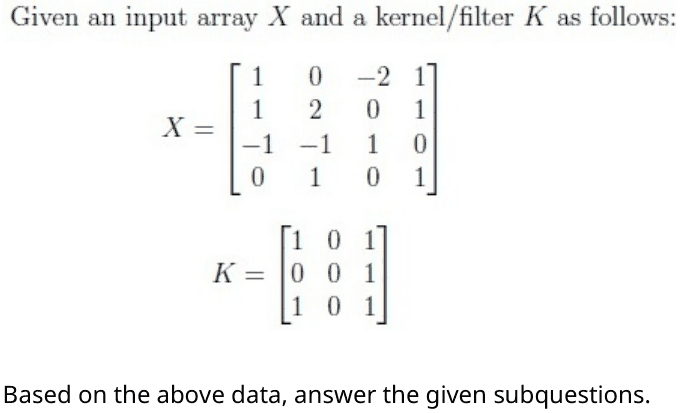 Given an input array X and a kernel/filter K as follows:
X = [1 0 −2 1
1 2 0 1
−1 −1 1 0
0 1 0 1]
K = [1 0 1
0 0 1
1 0 1]
Based on the above data, answer the given subquestions.